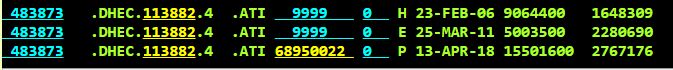 483873 .DHEC.113882.4 .ATI 9999 0 H 23-FEB-06 9064400 1648309
483873 .DHEC.113882.4 .ATI 9999 0 E 25-MAR-11 5003500 2280690
483873 .DHEC.113882.4 .ATI 68950022 0 P 13-APR-18 15501600 2767176